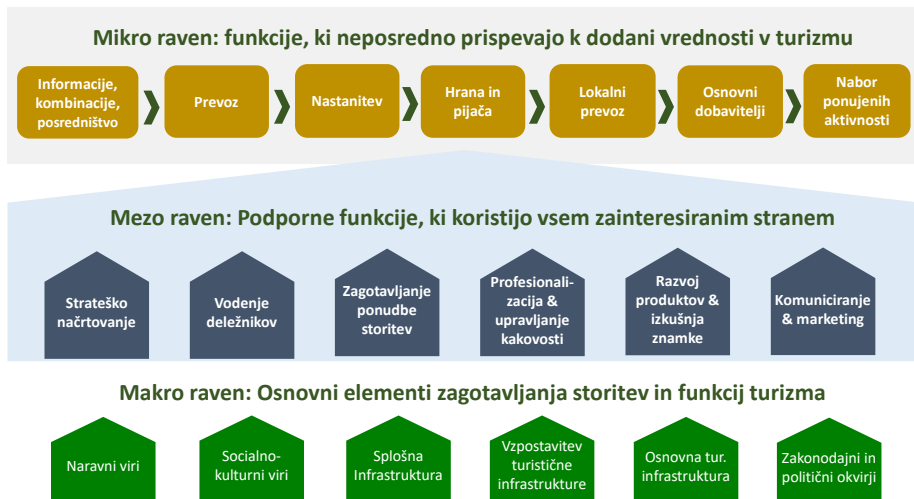 Mikro raven: funkcije, ki neposredno prispevajo k dodani vrednosti v turizmu
Informacije,
kombinacije,
posredništvo
Prevoz
Nastanitev
Hrana in
pijača
Lokalni
prevoz
Osnovni
dobavitelji
Nabor
ponujenih
aktivnosti
Mezo raven: Podporne funkcije, ki koristijo vsem zainteresiranim stranem
Strateško
načrtovanje
Vodenje
deležnikov
Zagotavljanje
ponudbe
storitev
Profesionali-
zacija &
upravljanje
kakovosti
Razvoj
produktov &
izkušnja
znamke
Komuniciranje
& marketing
Makro raven: Osnovni elementi zagotavljanja storitev in funkcij turizma
Naravni viri
Socialno-
kulturni viri
Splošna
Infrastruktura
Vzpostavitev
turistične
infrastrukture
Osnovna tur.
infrastruktura
Zakonodajni in
politični okvirji